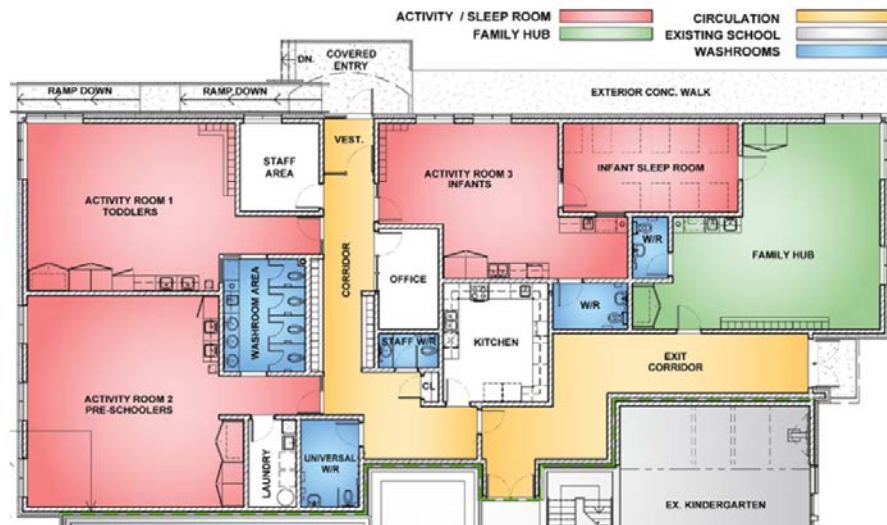 ACTIVITY / SLEEP ROOM
FAMILY HUB
CIRCULATION
EXISTING SCHOOL
WASHROOMS
DN.
COVERED
ENTRY
RAMP DOWN
RAMP DOWN
EXTERIOR CONC. WALK
VEST.
STAFF
AREA
ACTIVITY ROOM 1
TODDLERS
ACTIVITY ROOM 3
INFANTS
INFANT SLEEP ROOM
W/R
FAMILY HUB
CORRIDOR
OFFICE
WASHROOM AREA
W/R
STAFF W/R
KITCHEN
EXIT
CORRIDOR
CL
ACTIVITY ROOM 2
PRE-SCHOOLERS
LAUNDRY
UNIVERSAL
W/R
EX. KINDERGARTEN